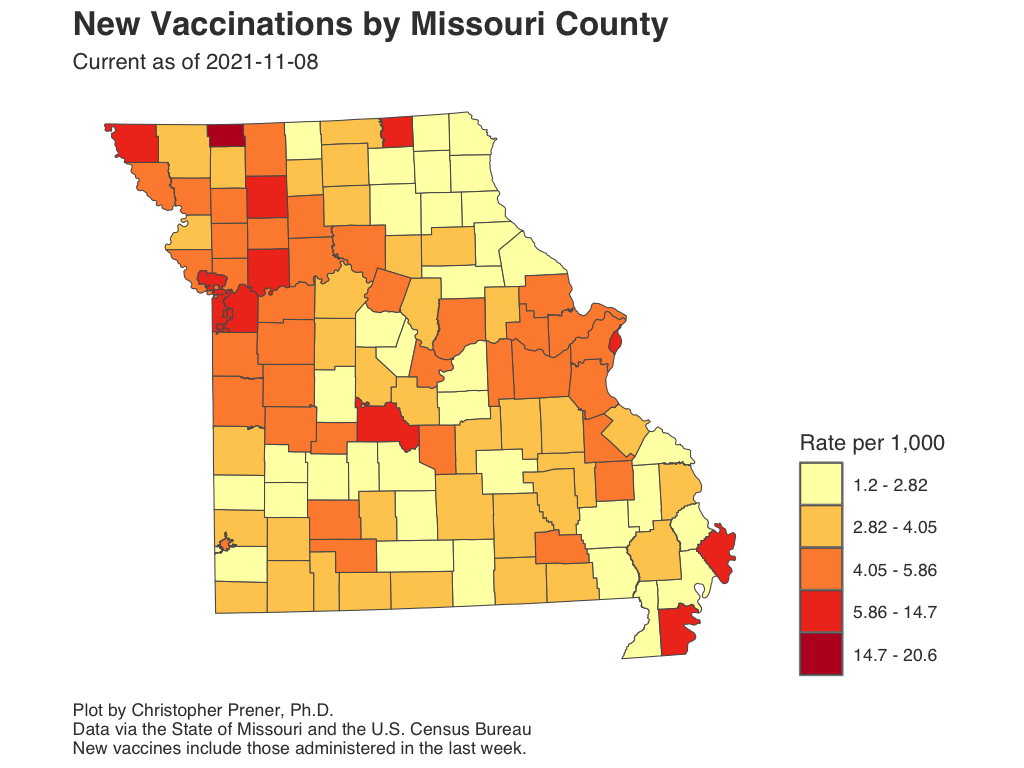 New Vaccinations by Missouri County
Current as of 2021-11-08
Rate per 1,000
1.2 - 2.82
2.82 - 4.05
4.05 - 5.86
5.86 - 14.7
14.7 - 20.6
Plot by Christopher Prener, Ph.D.
Data via the State of Missouri and the U.S. Census Bureau
New vaccines include those administered in the last week.